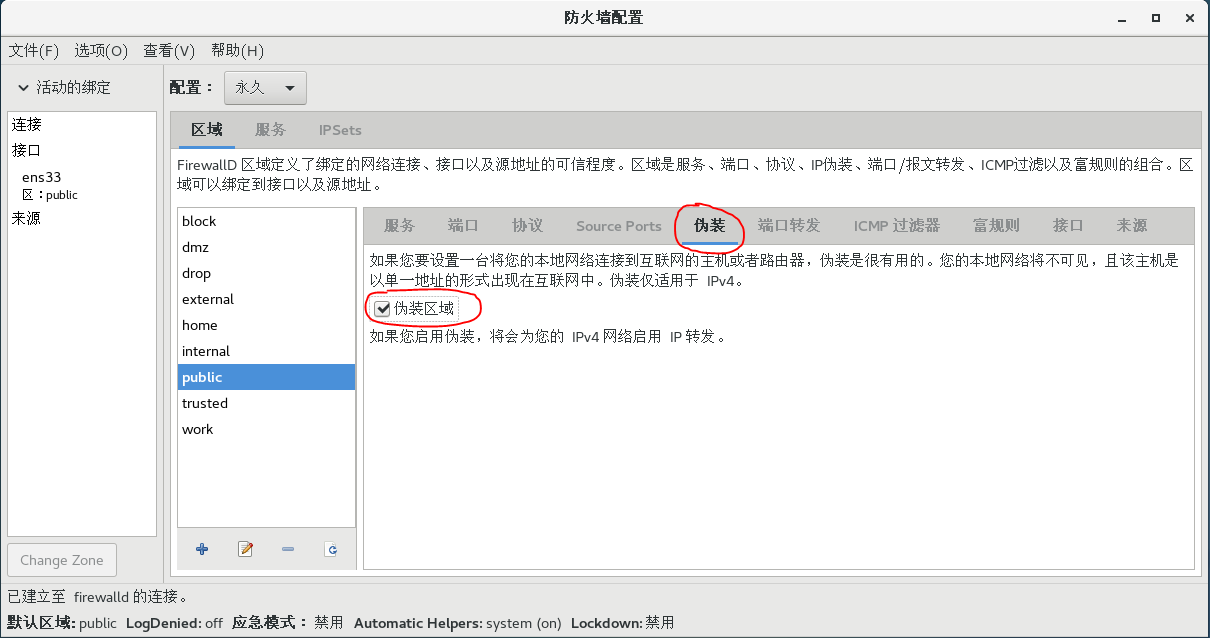 防火墙配置
文件(F) 选项(O) 查看(V) 帮助(H)
活动的绑定
连接
接口
ens33
区：public
来源
Change Zone
配置： 永久
区域 服务 IPSets
FirewallD 区域定义了绑定的网络连接、接口以及源地址的可信程度。区域是服务、端口、协议、IP伪装、端口/报文转发、ICMP过滤以及富规则的组合。区
域可以绑定到接口以及源地址。
block
dmz
drop
external
home
internal
public
trusted
work
服务 端口 协议 Source Ports 伪装 端口转发 ICMP 过滤器 富规则 接口 来源
如果您要设置一台将您的本地网络连接到互联网的主机或者路由器，伪装是很有用的。您的本地网络将不可见，且该主机是
以单一地址的形式出现在互联网中。伪装仅适用于 IPv4。
伪装区域
如果您启用伪装，将会为您的 IPv4 网络启用 IP 转发。
已建立至 firewalld 的连接。
默认区域: public LogDenied: off 应急模式： 禁用 Automatic Helpers: system (on) Lockdown: 禁用